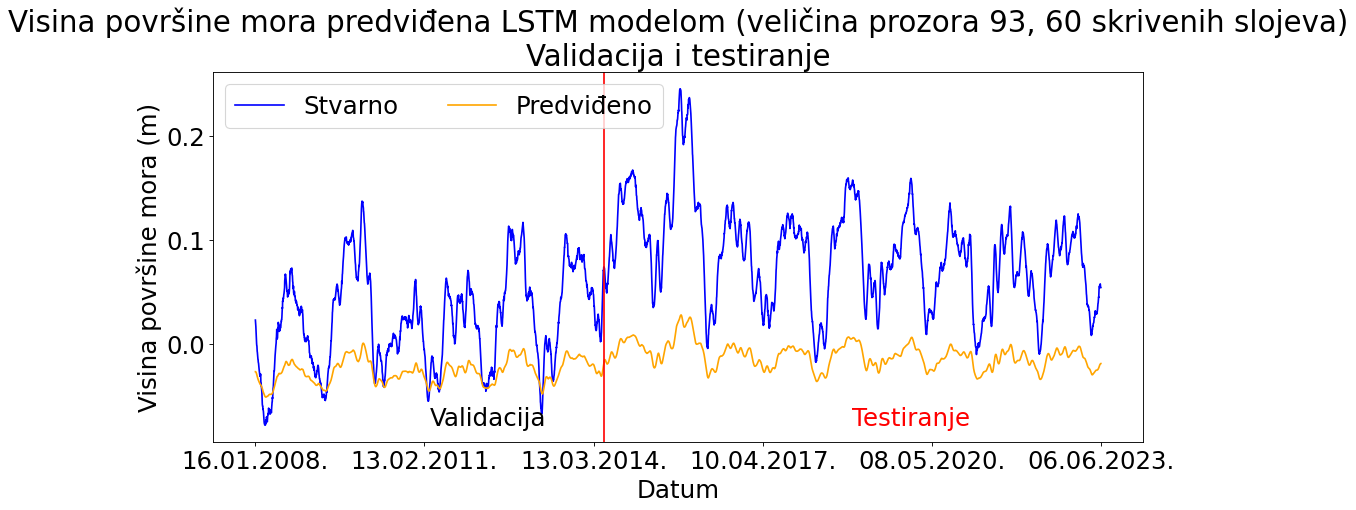 Visina površine mora predviđena LSTM modelom (veličina prozora 93, 60 skrivenih slojeva)
Validacija i testiranje
Stvarno Predviđeno
Visina površine mora (m)
0.2
0.1
0.0
Validacija Testiranje
16.01.2008. 13.02.2011. 13.03.2014. 10.04.2017. 08.05.2020. 06.06.2023.
Datum